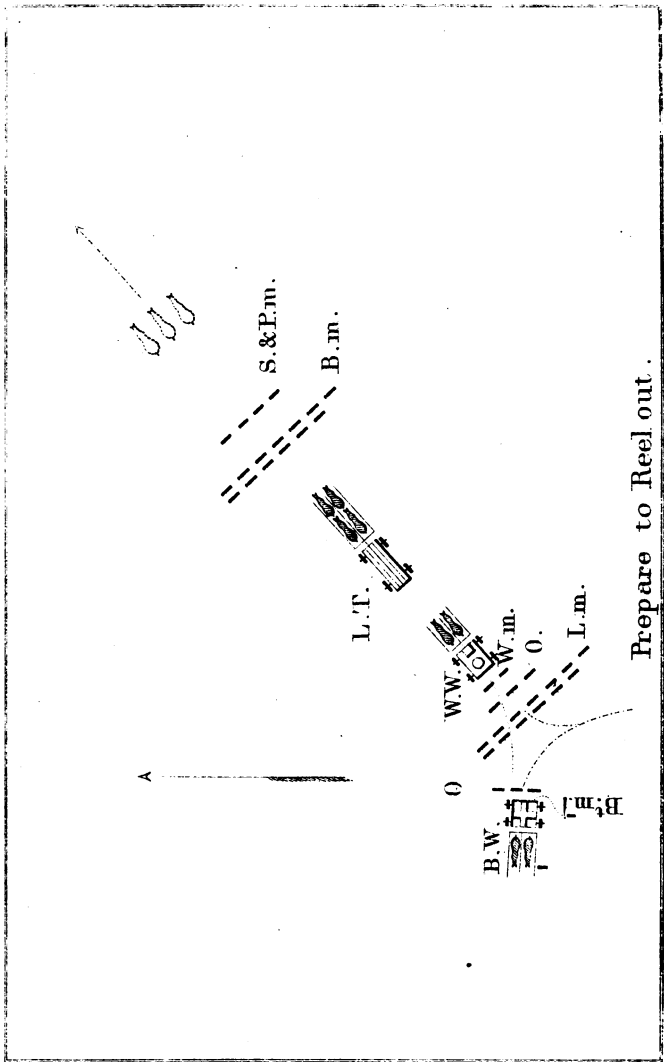 A
S.&P.m.
B.m.
L.T.
O
W.W.
B.W.
W.m.
O.
L.m.
Bt.m.
Prepare to Reel out.